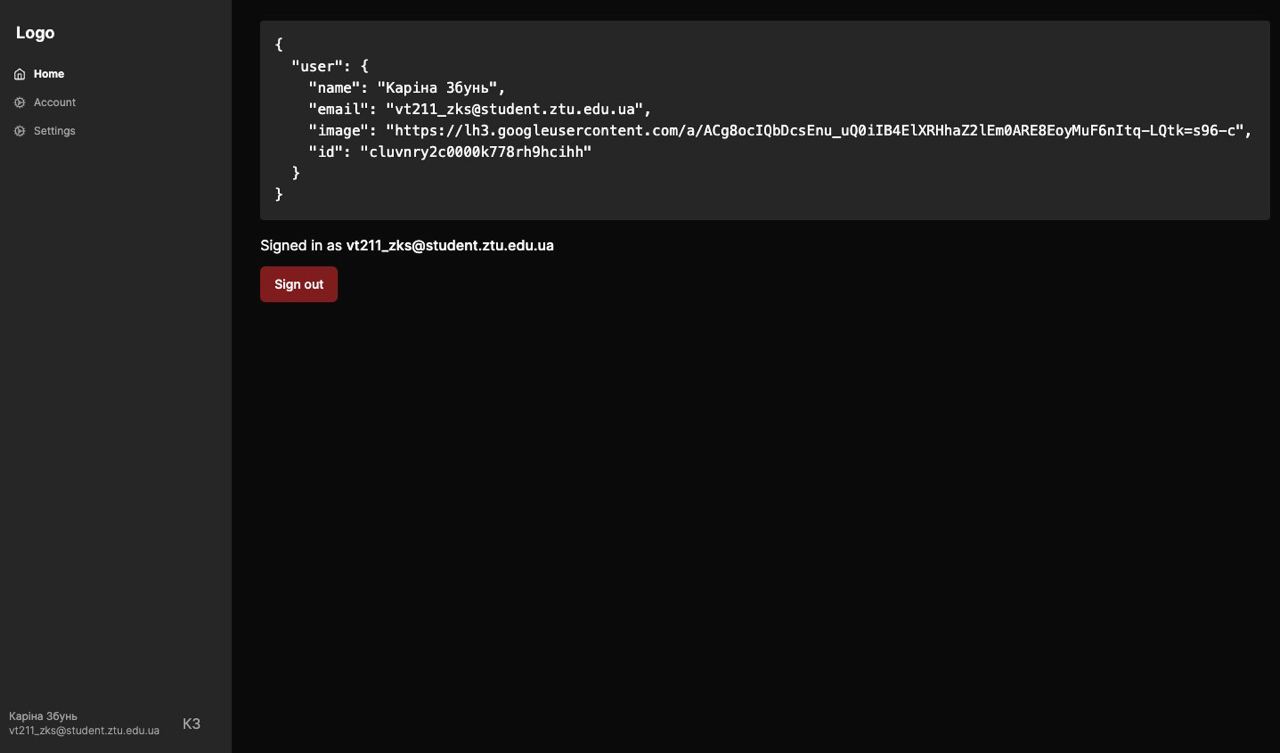 Logo
Home
Account
Settings
{
  "user": {
    "name": "Каріна Збунь",
    "email": "vt211_zks@student.ztu.edu.ua",
    "image": "https://lh3.googleusercontent.com/a/ACg8ocIQbDcsEnu_uQ0iIB4ElXRHhaZ2lEm0ARE8EoyMuF6nItq-LQtk=s96-c",
    "id": "cluvnry2c0000k778rh9hcihh"
  }
}
Signed in as vt211_zks@student.ztu.edu.ua
Sign out
Каріна Збунь
vt211_zks@student.ztu.edu.ua
КЗ